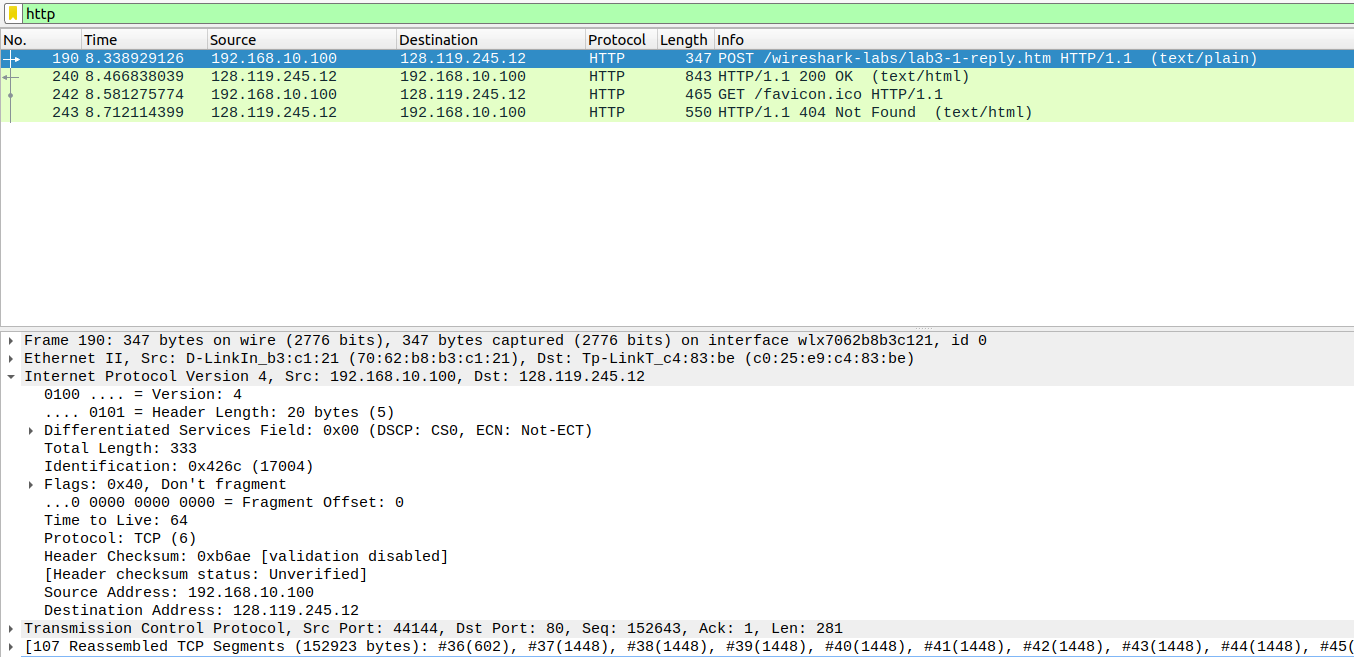 http
No. Time Source Destination Protocol Length Info
190 8.338929126 192.168.10.100 128.119.245.12 HTTP 347 POST /wireshark-labs/lab3-1-reply.htm HTTP/1.1 (text/plain)
240 8.466838039 128.119.245.12 192.168.10.100 HTTP 843 HTTP/1.1 200 OK (text/html)
242 8.581275774 192.168.10.100 128.119.245.12 HTTP 465 GET /favicon.ico HTTP/1.1
243 8.712114399 128.119.245.12 192.168.10.100 HTTP 550 HTTP/1.1 404 Not Found (text/html)
Frame 190: 347 bytes on wire (2776 bits), 347 bytes captured (2776 bits) on interface wlx7062b8b3c121, id 0
Ethernet II, Src: D-LinkIn_b3:c1:21 (70:62:b8:b3:c1:21), Dst: Tp-LinkT_c4:83:be (c0:25:e9:c4:83:be)
Internet Protocol Version 4, Src: 192.168.10.100, Dst: 128.119.245.12
0100 .... = Version: 4
.... 0101 = Header Length: 20 bytes (5)
Differentiated Services Field: 0x00 (DSCP: CS0, ECN: Not-ECT)
Total Length: 333
Identification: 0x426c (17004)
Flags: 0x40, Don't fragment
...0 0000 0000 0000 = Fragment Offset: 0
Time to Live: 64
Protocol: TCP (6)
Header Checksum: 0xb6ae [validation disabled]
[Header checksum status: Unverified]
Source Address: 192.168.10.100
Destination Address: 128.119.245.12
Transmission Control Protocol, Src Port: 44144, Dst Port: 80, Seq: 152643, Ack: 1, Len: 281
[107 Reassembled TCP Segments (152923 bytes): #36(602), #37(1448), #38(1448), #39(1448), #40(1448), #41(1448), #42(1448), #43(1448), #44(1448), #45(